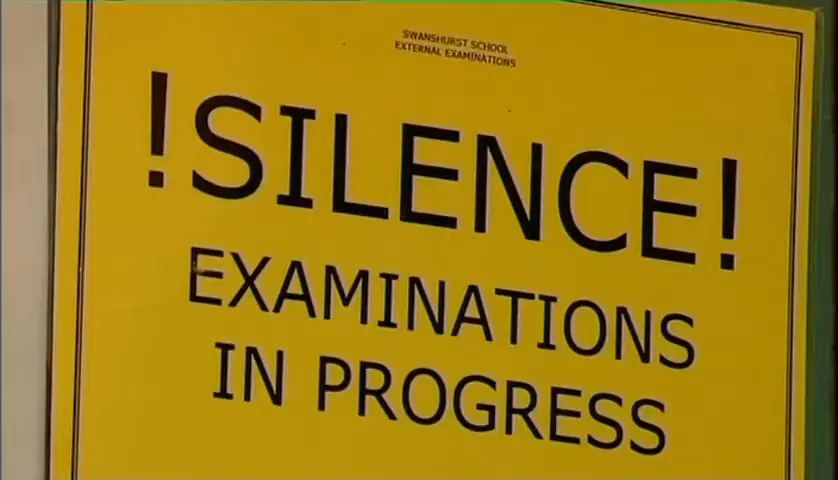 SWANSHURST SCHOOL
EXTERNAL EXAMINATIONS
!SILENCE!
EXAMINATIONS
IN PROGRESS